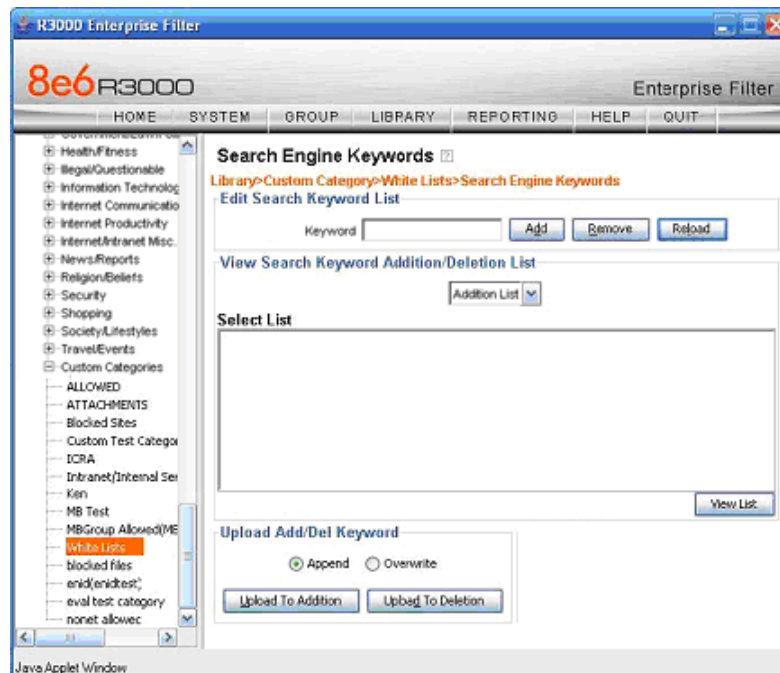 R3000 Enterprise Filter
8e6 R3000
Enterprise Filter
HOME SYSTEM GROUP LIBRARY REPORTING HELP QUIT
Health/Fitness
Illegal/Questionable
Information Technolog
Internet Communicatio
Internet Productivity
Internet/Intranet Misc.
News/Reports
Religion/Beliefs
Security
Shopping
Society/Lifestyles
Travel/Events
Custom Categories
ALLOWED
ATTACHMENTS
Blocked Sites
Custom Test Categor
ICRA
Intranet/Internal Ser
Ken
MB Test
MBGroup Allowed(ME
White Lists
blocked files
enid(enidtest)
eval test category
nonet allowec
Search Engine Keywords ?
Library>Custom Category>White Lists>Search Engine Keywords
Edit Search Keyword List
Keyword Add Remove Reload
View Search Keyword Addition/Deletion List
Addition List
Select List
View List
Upload Add/Del Keyword
Append Overwrite
Upload To Addition Upload To Deletion
Java Applet Window